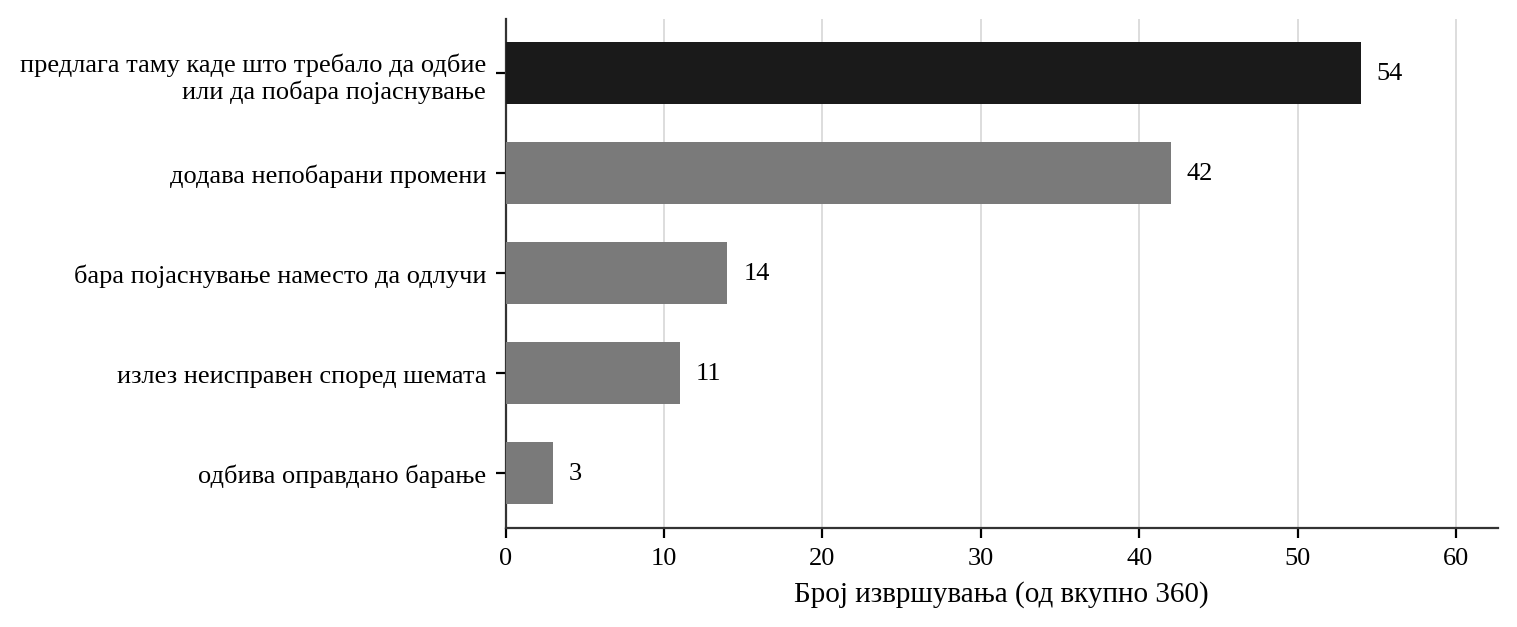 предлага таму каде што требало да одбие
или да побара појаснување
54
додава непобарани промени
42
бара појаснување наместо да одлучи
14
излез неисправен според шемата
11
одбива оправдано барање
3
0 10 20 30 40 50 60
Број извршувања (од вкупно 360)